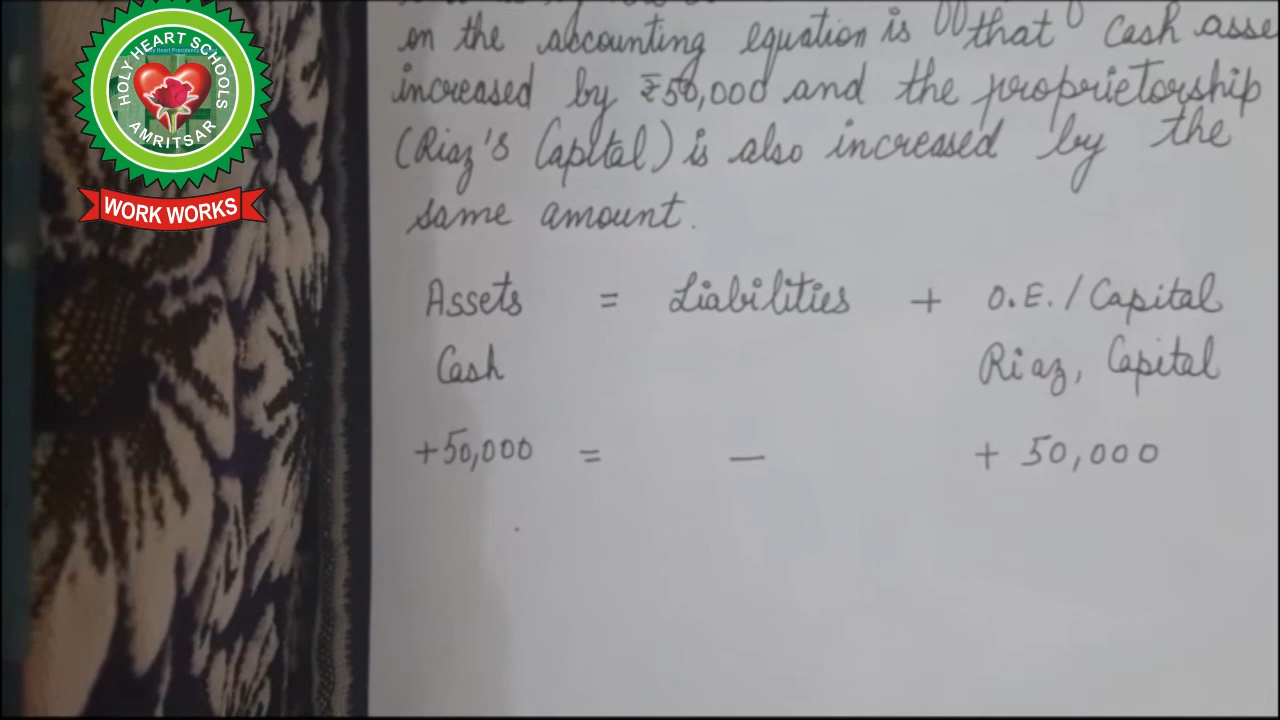 HOLY HEART SCHOOLS
AMRITSAR
WORK WORKS
on the accounting equation is that cash asse
increased by ₹50,000 and the proprietorship
(Riaz's Capital) is also increased by the
same amount.
Assets = Liabilities + O.E./Capital
Cash Riaz, Capital
+50,000 = — + 50,000